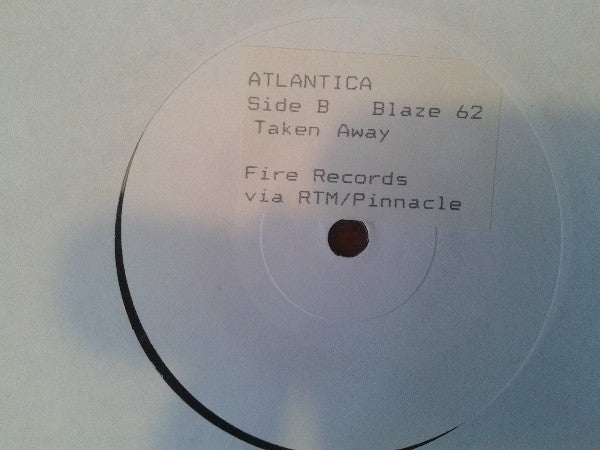 ATLANTICA
Side B Blaze 62
Taken Away
Fire Records
via RTM/Pinnacle